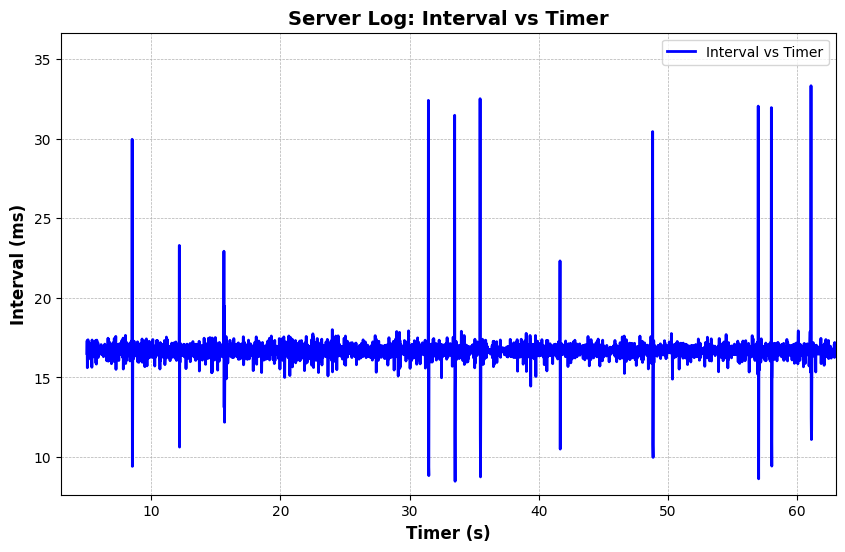 Server Log: Interval vs Timer
Interval vs Timer
35
30
25
20
15
10
Interval (ms)
10 20 30 40 50 60
Timer (s)